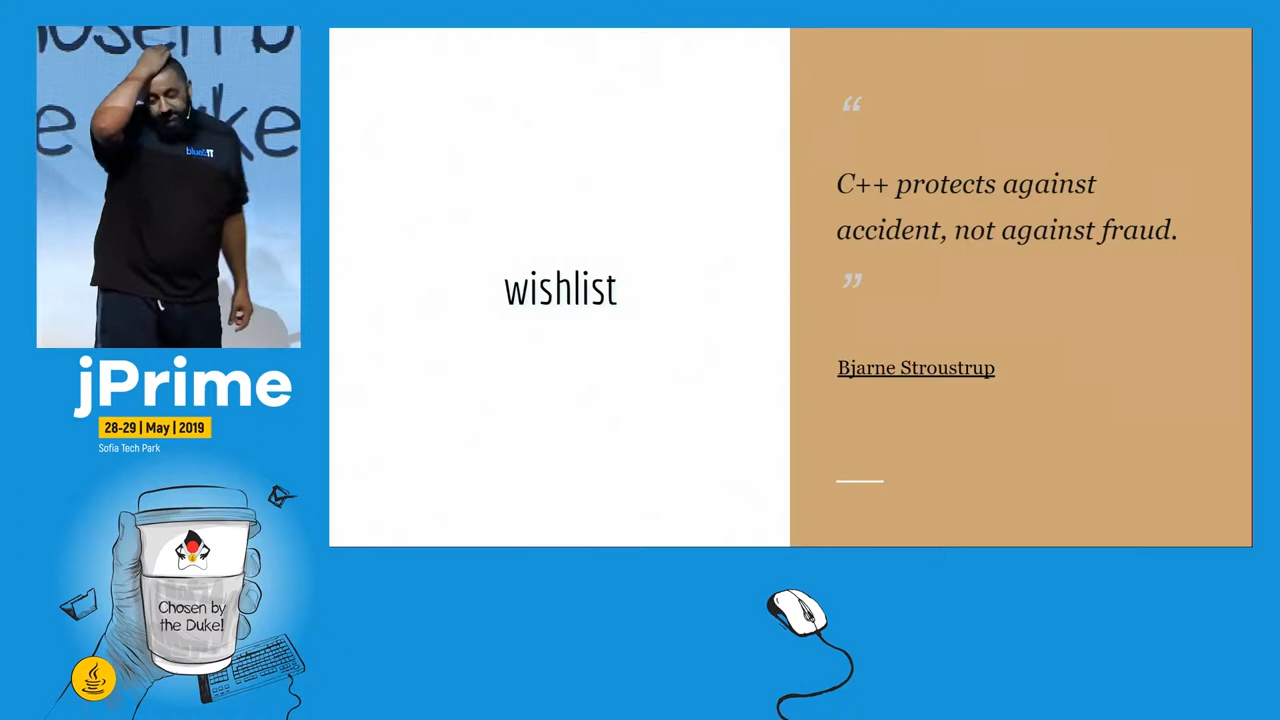 blue
jPrime
28-29 | May | 2019
Sofia Tech Park
Chosen by
the Duke!
wishlist
“
C++ protects against
accident, not against fraud.
”
Bjarne Stroustrup